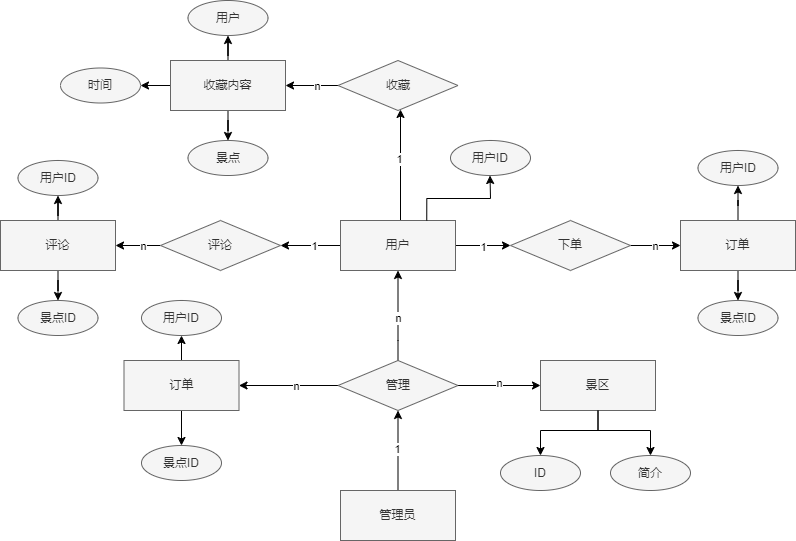 用户
时间
收藏内容
n
收藏
景点
1
用户ID
用户ID
用户ID
评论
n
评论
1
用户
1
下单
n
订单
景点ID
用户ID
n
景点ID
订单
n
管理
n
景区
景点ID
1
ID
简介
管理员